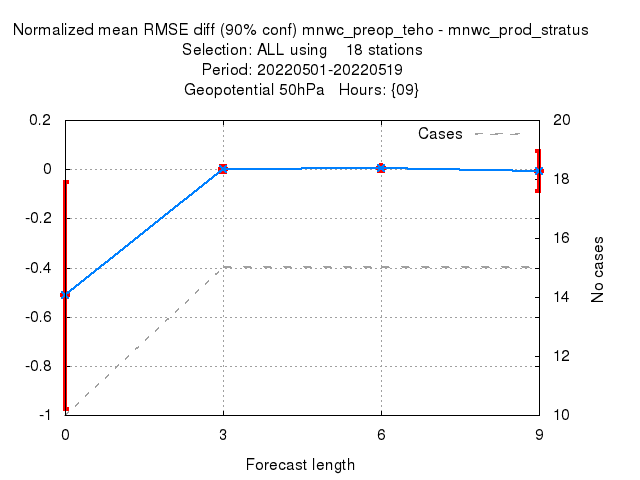 Normalized mean RMSE diff (90% conf) mnwc_preop_teho - mnwc_prod_stratus
Selection: ALL using    18 stations
Period: 20220501-20220519
Geopotential 50hPa   Hours: {09}
0.2
0
-0.2
-0.4
-0.6
-0.8
-1
Cases
20
18
16
14
12
10
No cases
0 3 6 9
Forecast length